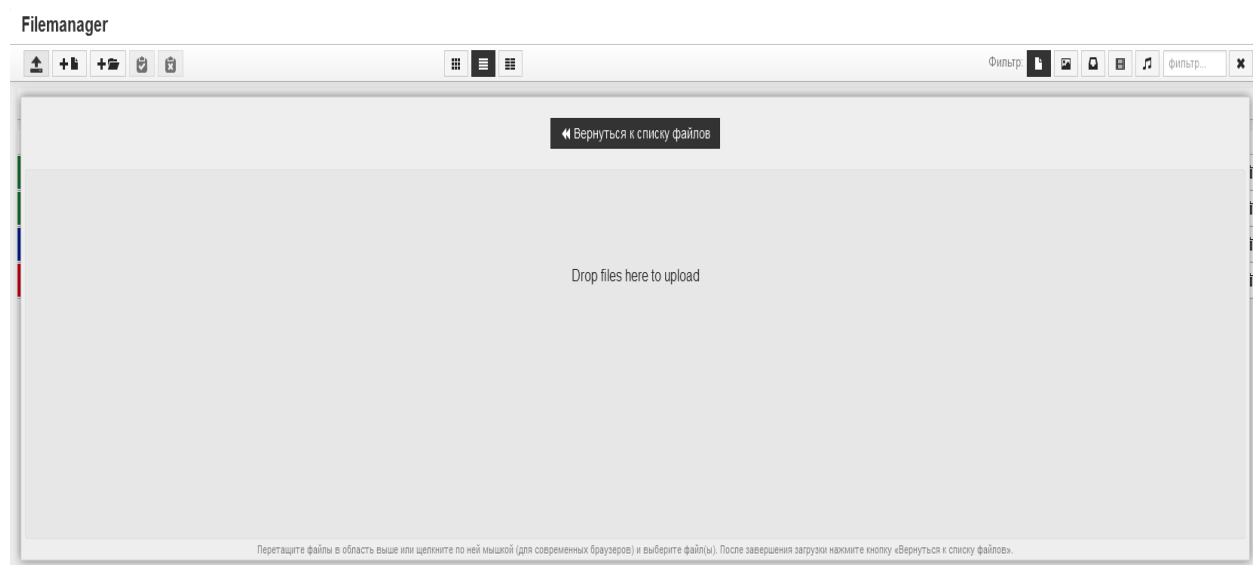 Filemanager
Фильтр: фильтр...
Вернуться к списку файлов
Drop files here to upload
Перетащите файлы в область выше или щелкните по ней мышкой (для современных браузеров) и выберите файл(ы). После завершения загрузки нажмите кнопку «Вернуться к списку файлов».